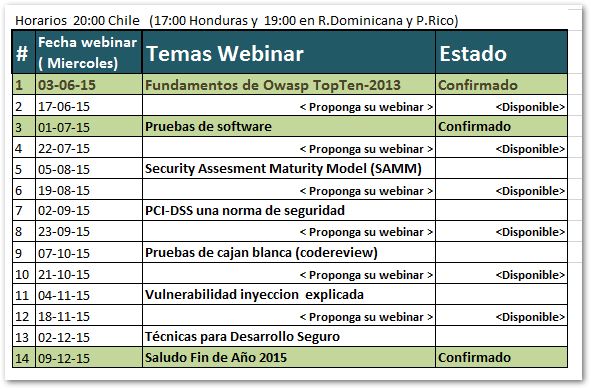 Horarios 20:00 Chile (17:00 Honduras y 19:00 en R.Dominicana y P.Rico)
# Fecha webinar ( Miercoles) Temas Webinar Estado
1 03-06-15 Fundamentos de Owasp TopTen-2013 Confirmado
2 17-06-15 < Proponga su webinar > <Disponible>
3 01-07-15 Pruebas de software Confirmado
4 22-07-15 < Proponga su webinar > <Disponible>
5 05-08-15 Security Assesment Maturity Model (SAMM)
6 19-08-15 < Proponga su webinar > <Disponible>
7 02-09-15 PCI-DSS una norma de seguridad
8 23-09-15 < Proponga su webinar > <Disponible>
9 07-10-15 Pruebas de cajan blanca (codereview)
10 21-10-15 < Proponga su webinar > <Disponible>
11 04-11-15 Vulnerabilidad inyeccion explicada
12 18-11-15 < Proponga su webinar > <Disponible>
13 02-12-15 Técnicas para Desarrollo Seguro
14 09-12-15 Saludo Fin de Año 2015 Confirmado